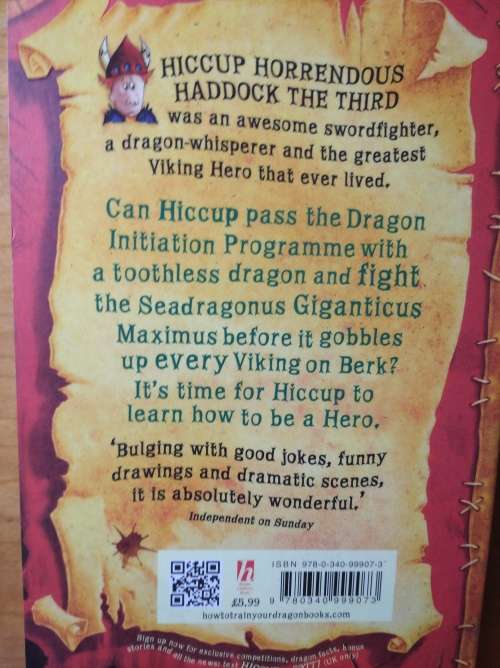 HICCUP HORRENDOUS
HADDOCK THE THIRD
was an awesome swordfighter,
a dragon-whisperer and the greatest
Viking Hero that ever lived.
Can Hiccup pass the Dragon
Initiation Programme with
a toothless dragon and fight
the Seadragonus Giganticus
Maximus before it gobbles
up every Viking on Berk?
It's time for Hiccup to
learn how to be a Hero.
'Bulging with good jokes, funny
drawings and dramatic scenes,
it is absolutely wonderful.'
Independent on Sunday
h
ISBN 978-0-340-99907-3
£5.99
9 780340 999073
howtotrainyourdragonbooks.com
Sign up now for exclusive competitions, dragon facts, bonus
stories and all the news: text
(UK only)